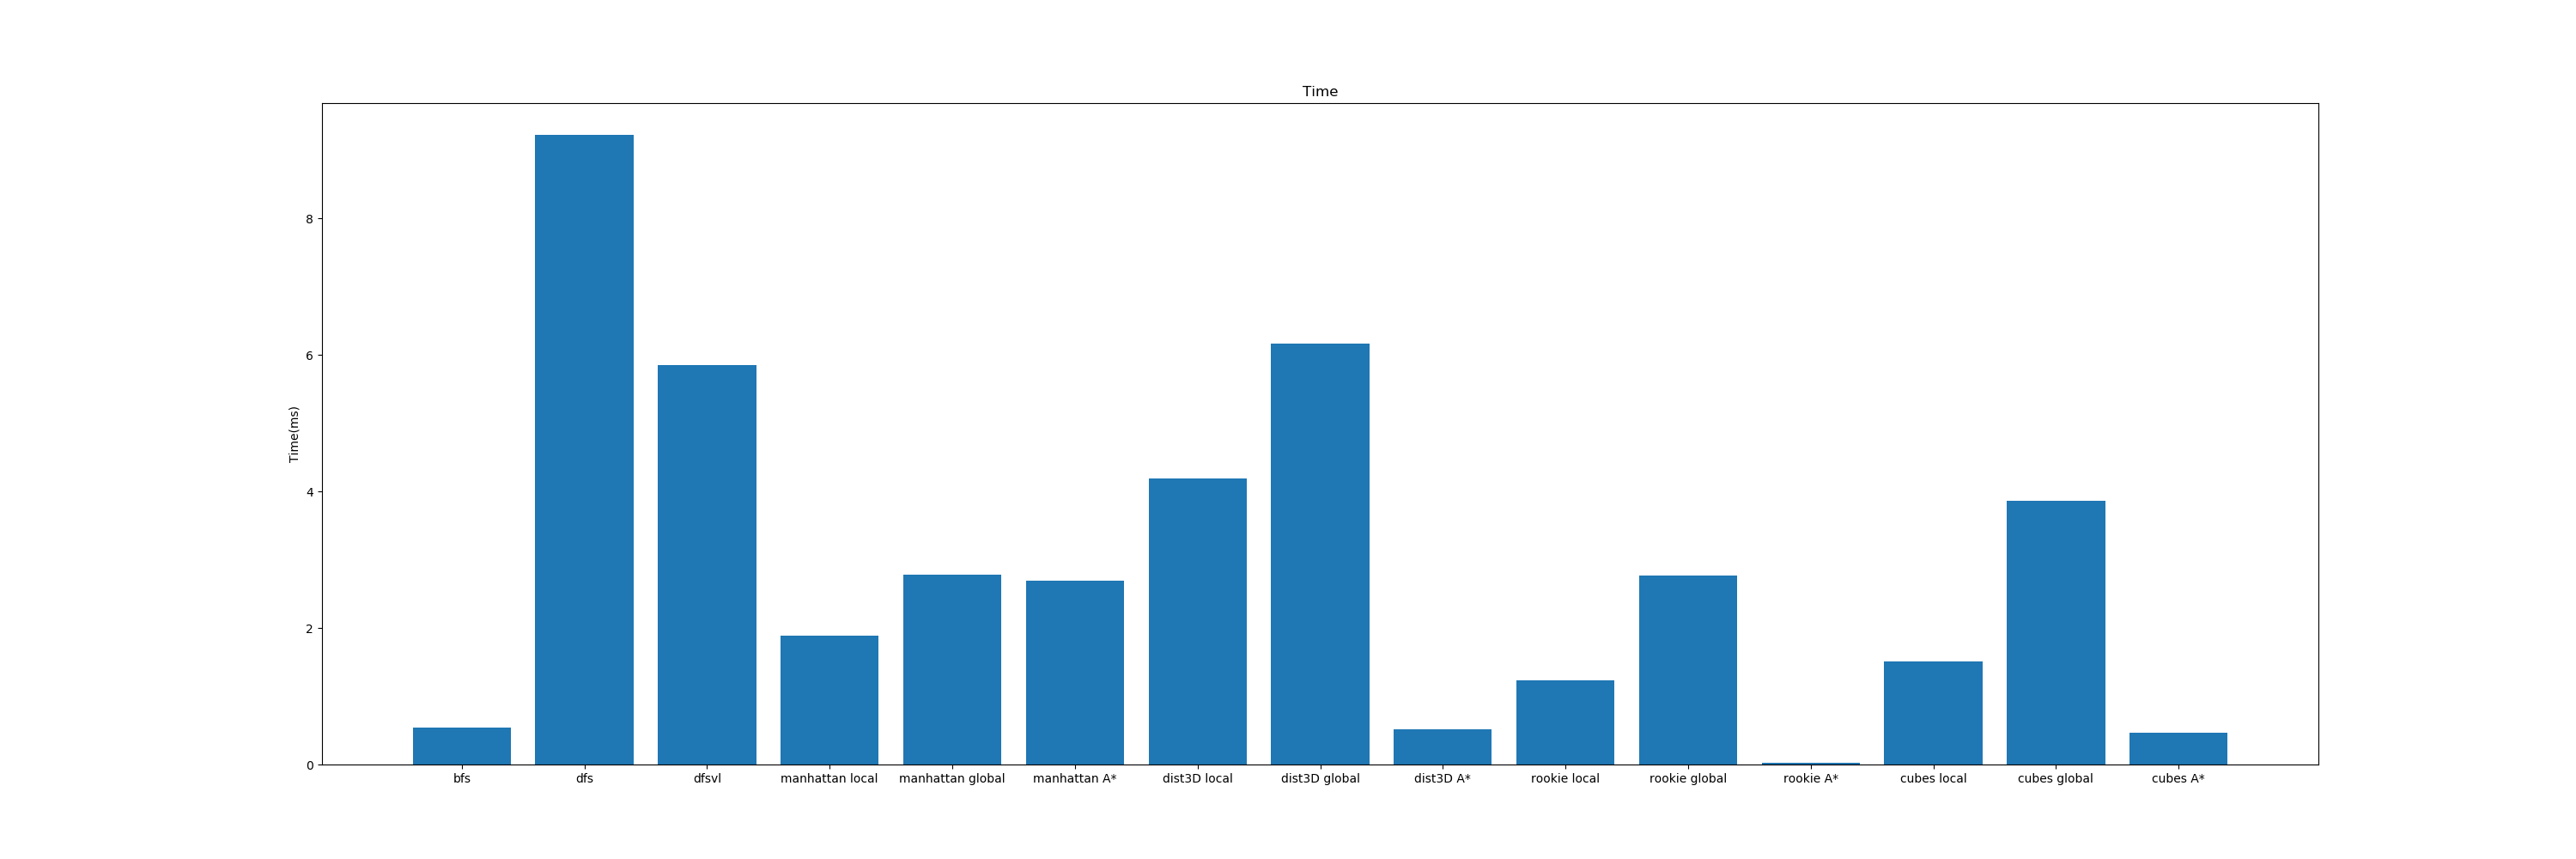 Time
8
6
4
2
0
Time(ms)
bfs dfs dfsvl manhattan local manhattan global manhattan A* dist3D local dist3D global dist3D A* rookie local rookie global rookie A* cubes local cubes global cubes A*